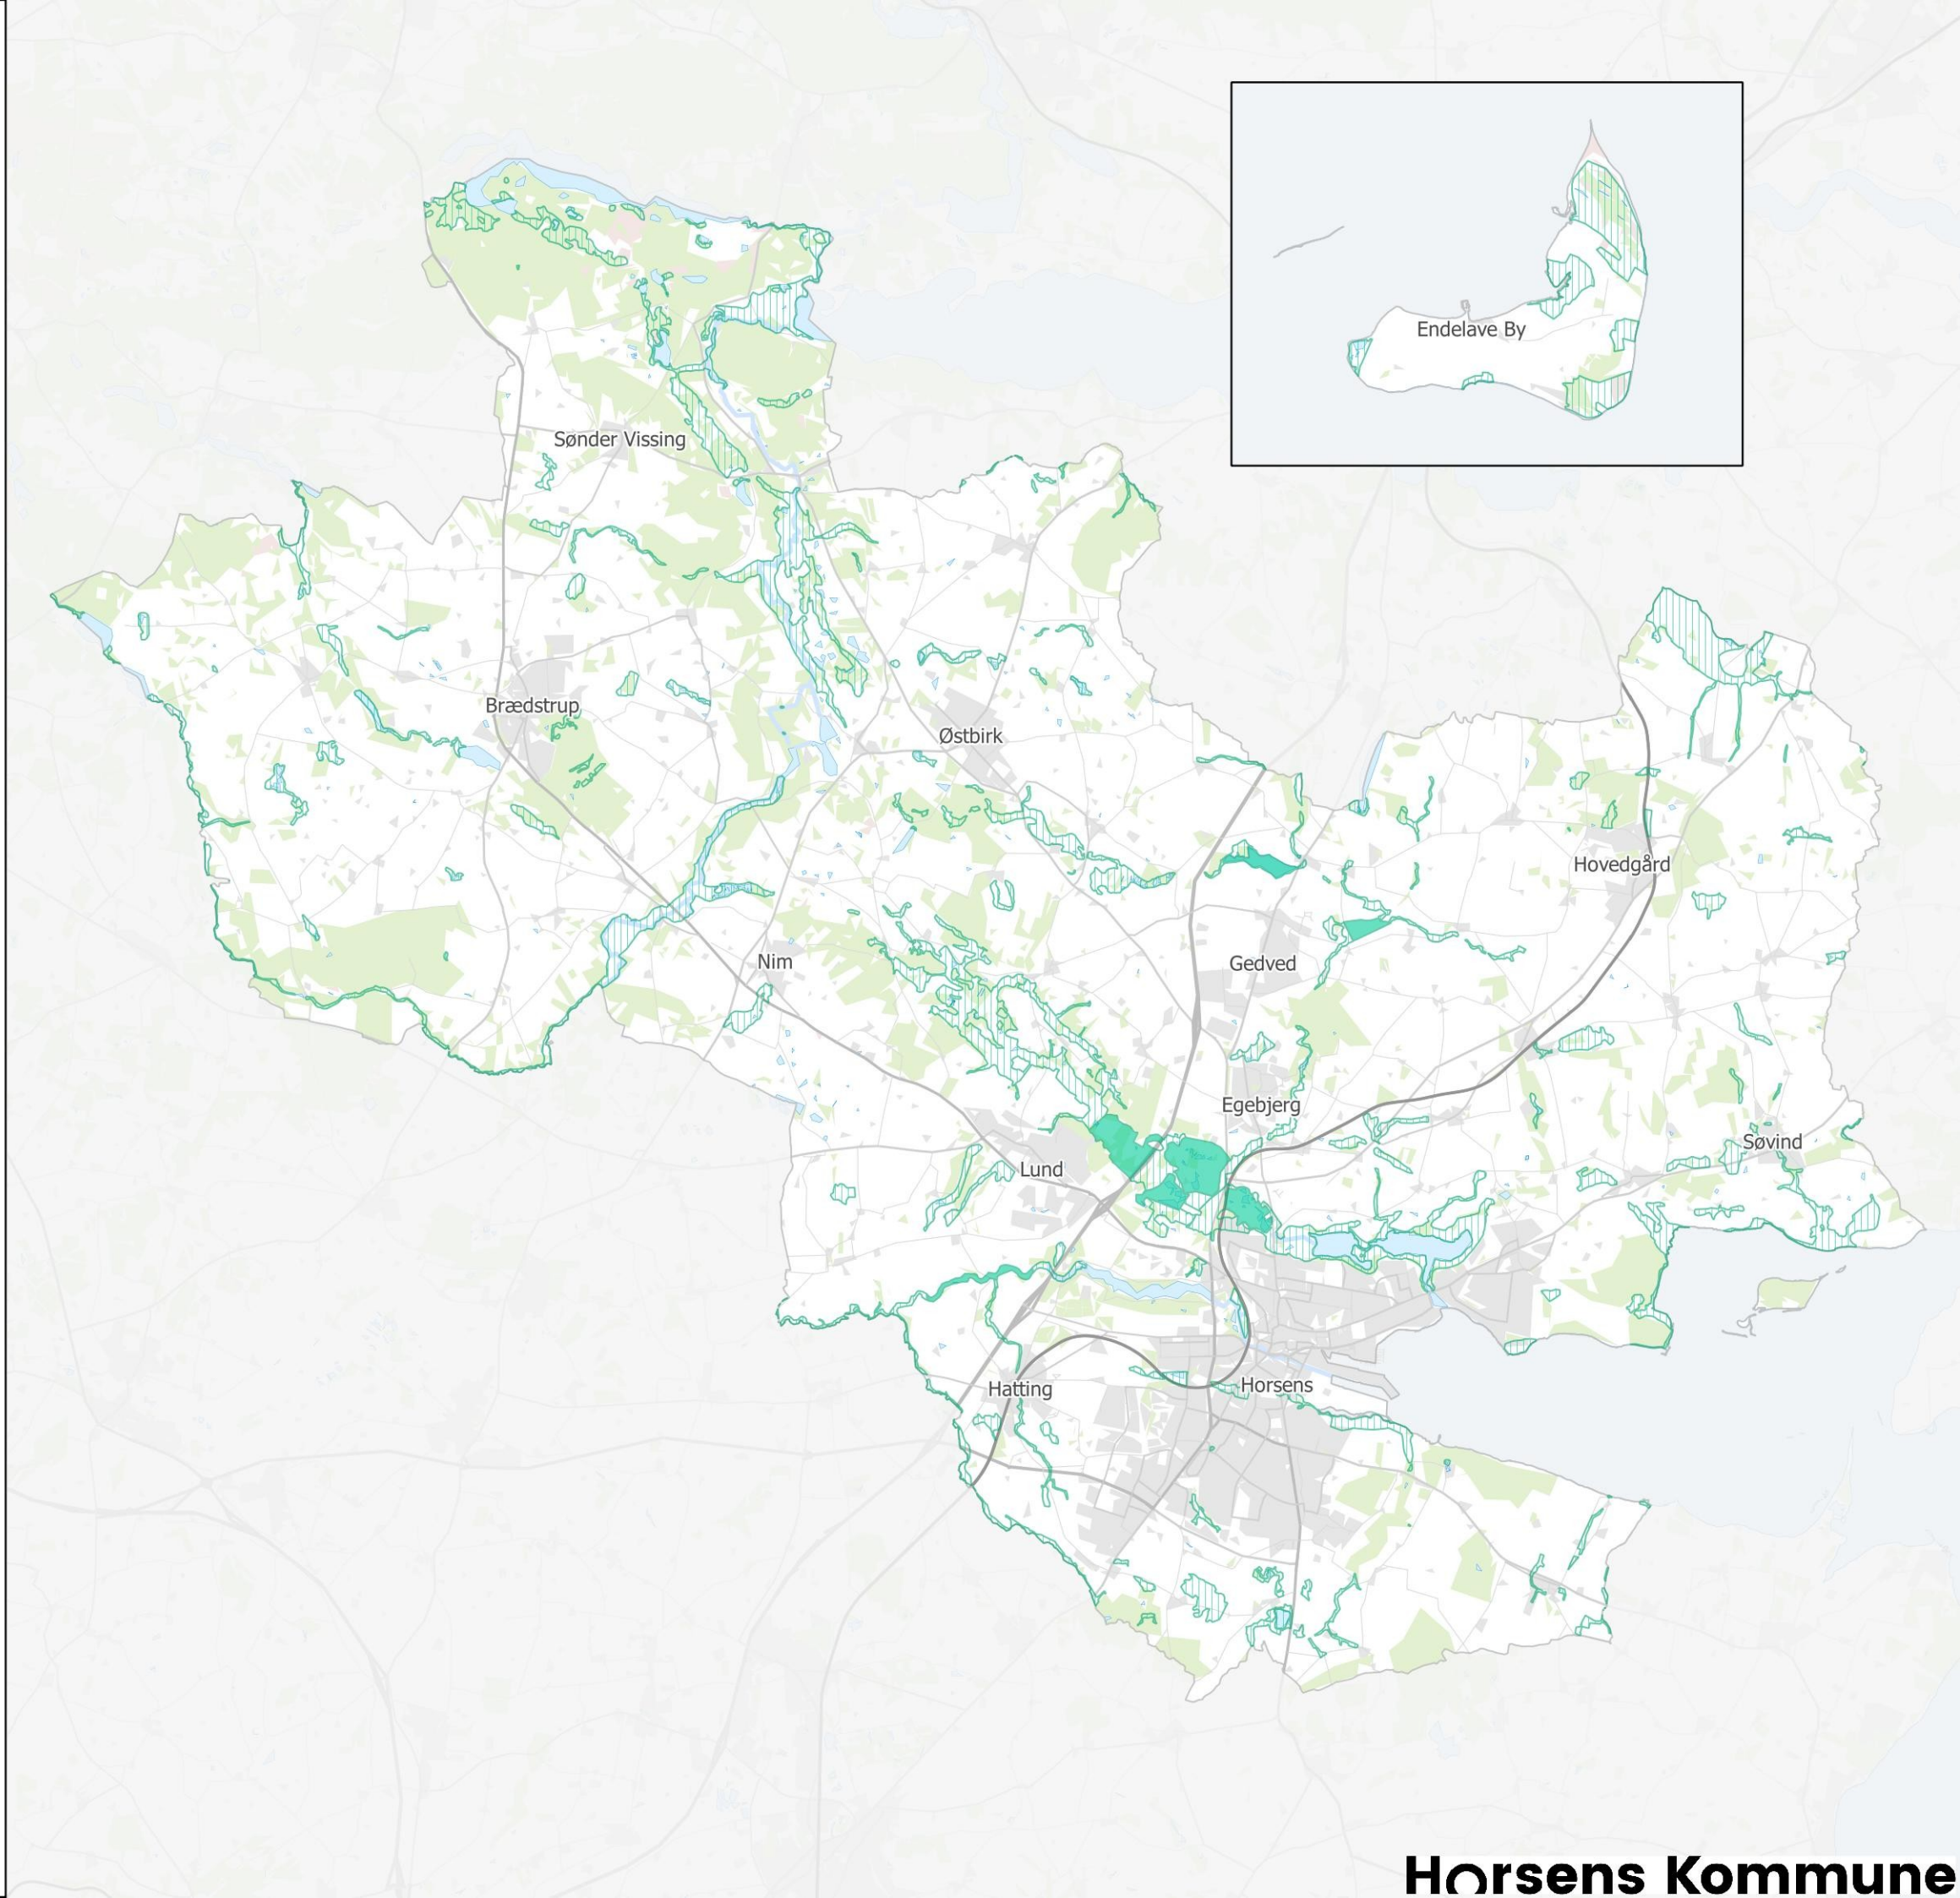 Endelave By
Sønder Vissing
Brædstrup
Østbirk
Hovedgård
Nim
Gedved
Egebjerg
Søvind
Lund
Horsens
Hatting
Horsens Kommune